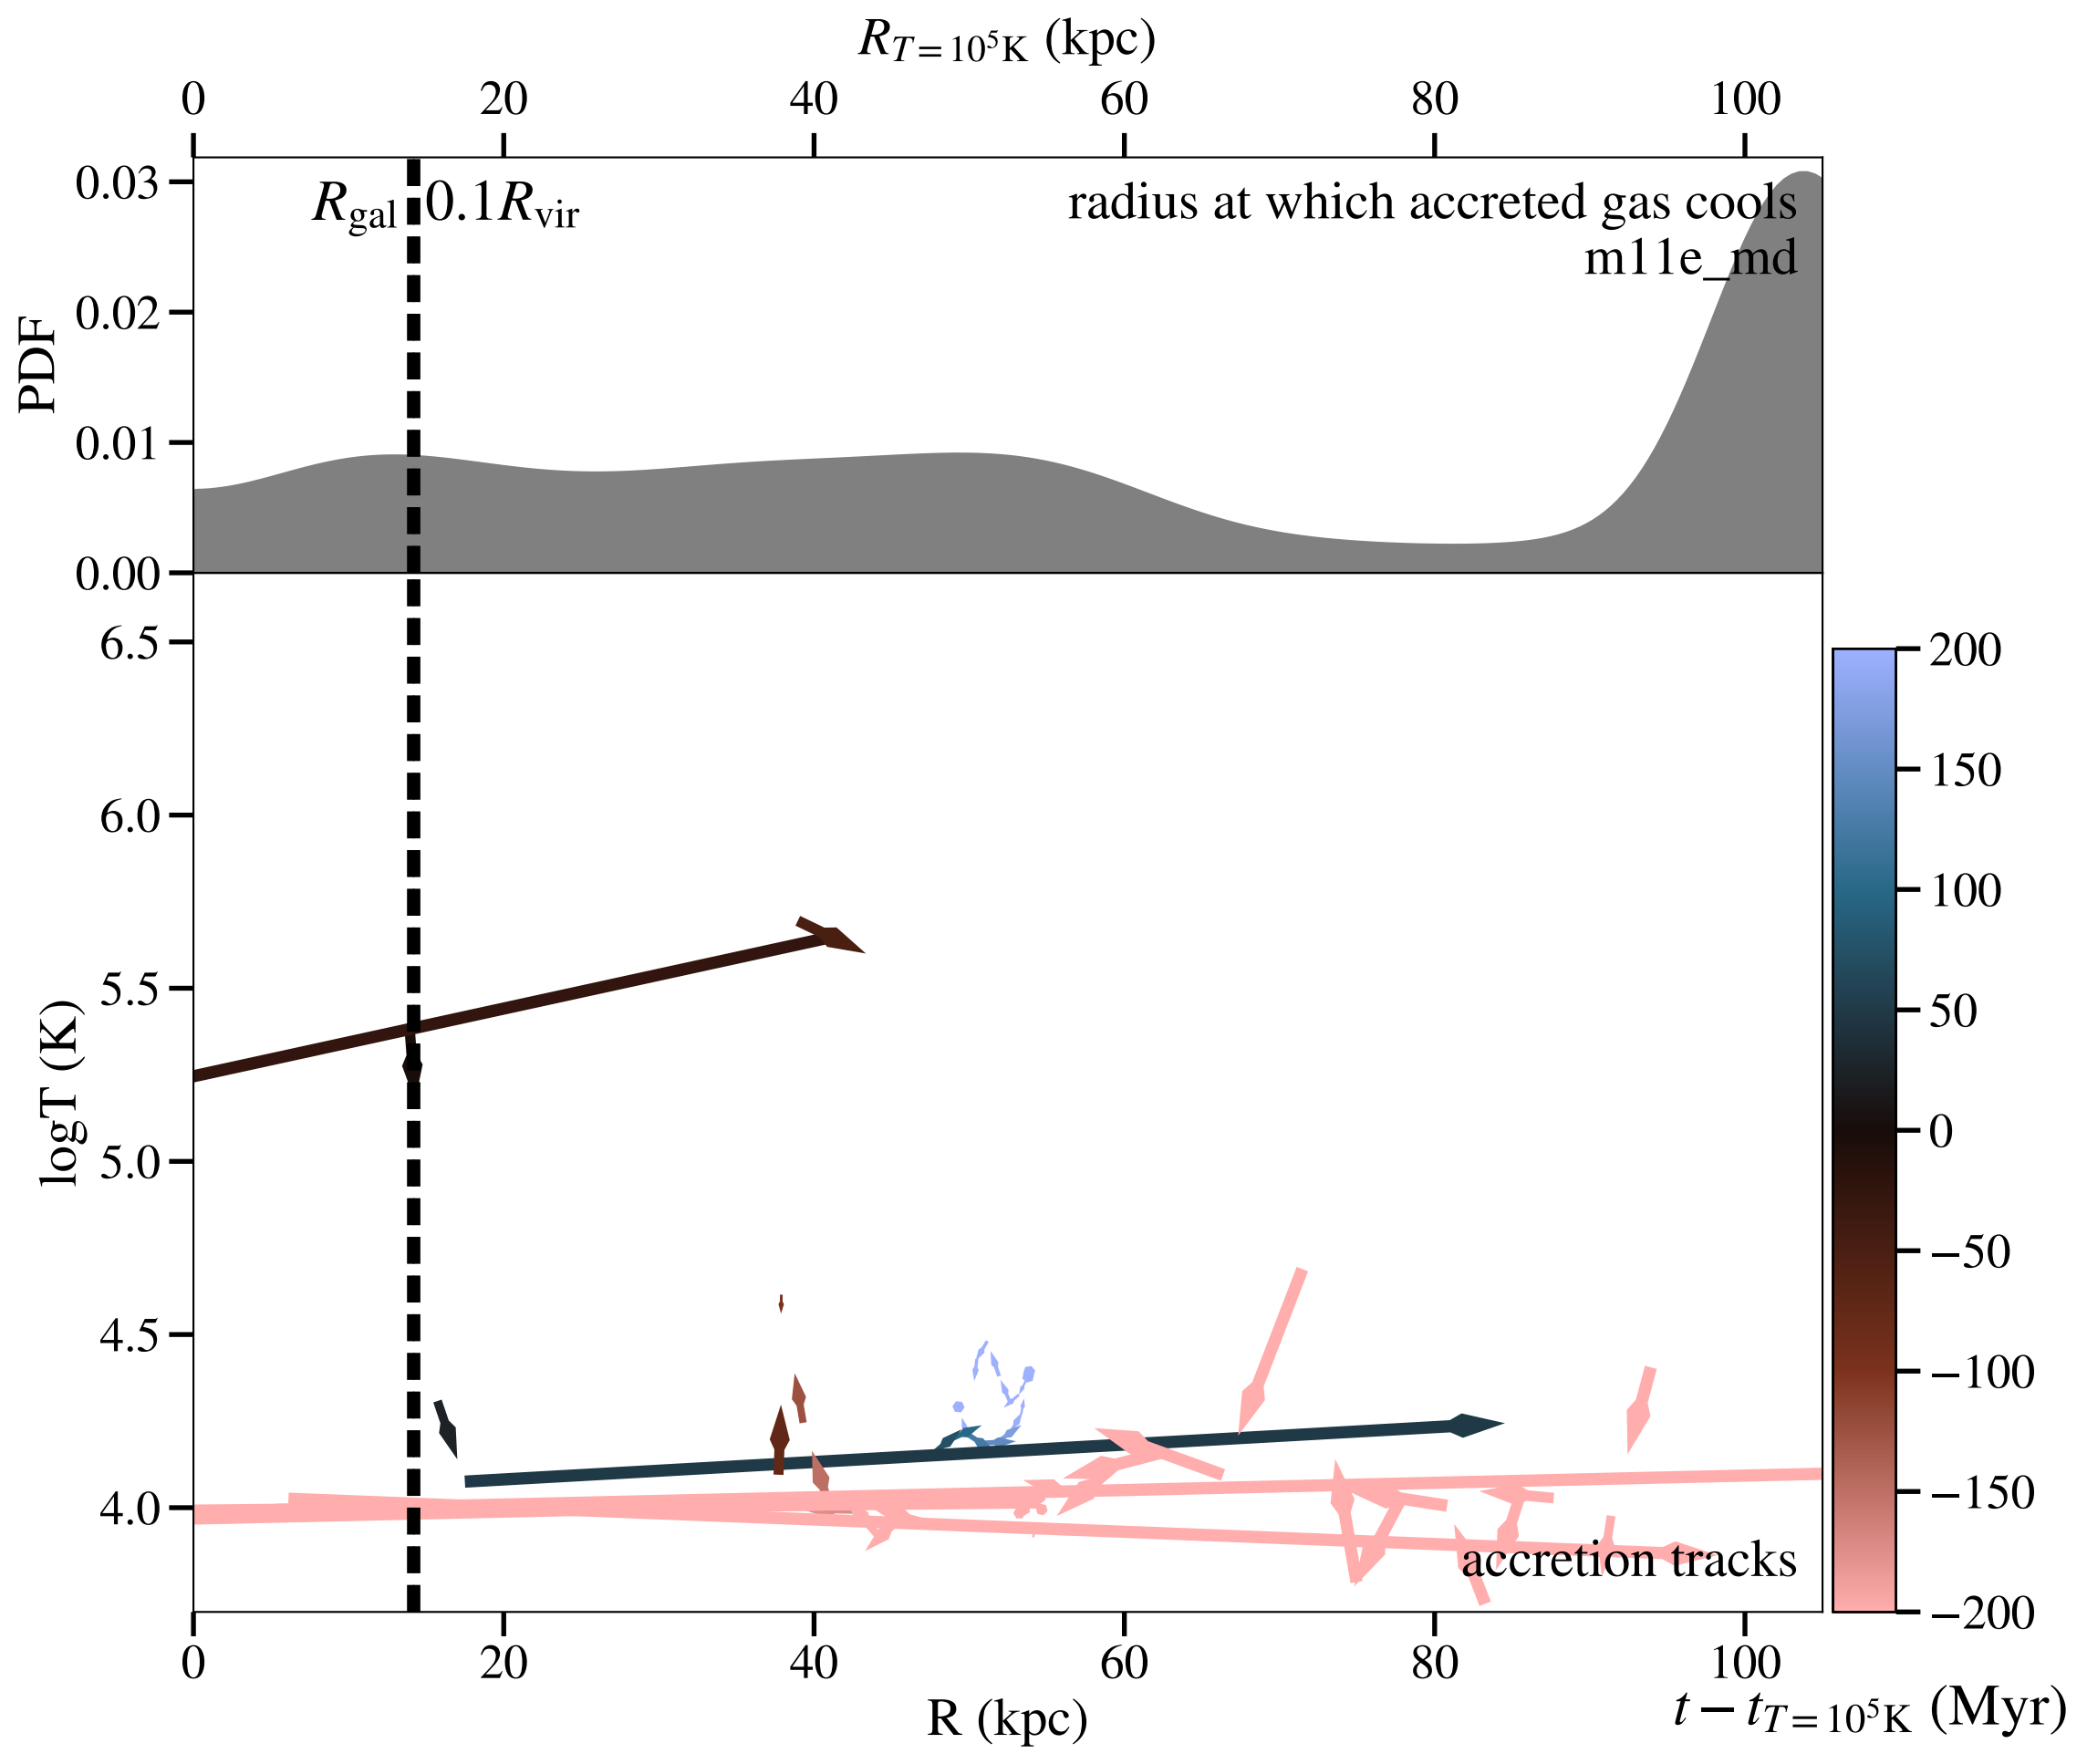 R_{T=10^5K} (kpc)
0 20 40 60 80 100
0.03
0.02
0.01
0.00
PDF
R_gal 0.1R_vir
radius at which accreted gas cools
m11e_md
6.5
6.0
5.5
5.0
4.5
4.0
logT (K)
accretion tracks
0 20 40 60 80 100
R (kpc)
200
150
100
50
0
−50
−100
−150
−200
t − t_{T=10^5K} (Myr)